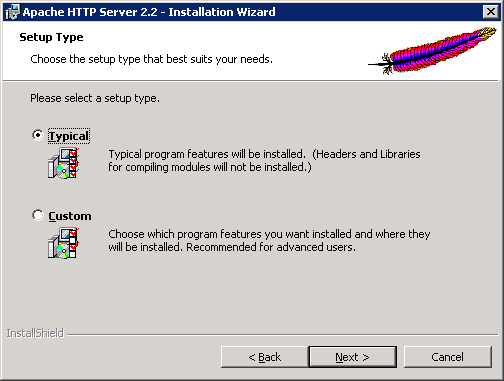 Apache HTTP Server 2.2 - Installation Wizard
Setup Type
Choose the setup type that best suits your needs.
Please select a setup type.
Typical
Typical program features will be installed. (Headers and Libraries
for compiling modules will not be installed.)
Custom
Choose which program features you want installed and where they
will be installed. Recommended for advanced users.
InstallShield
< Back
Next >
Cancel